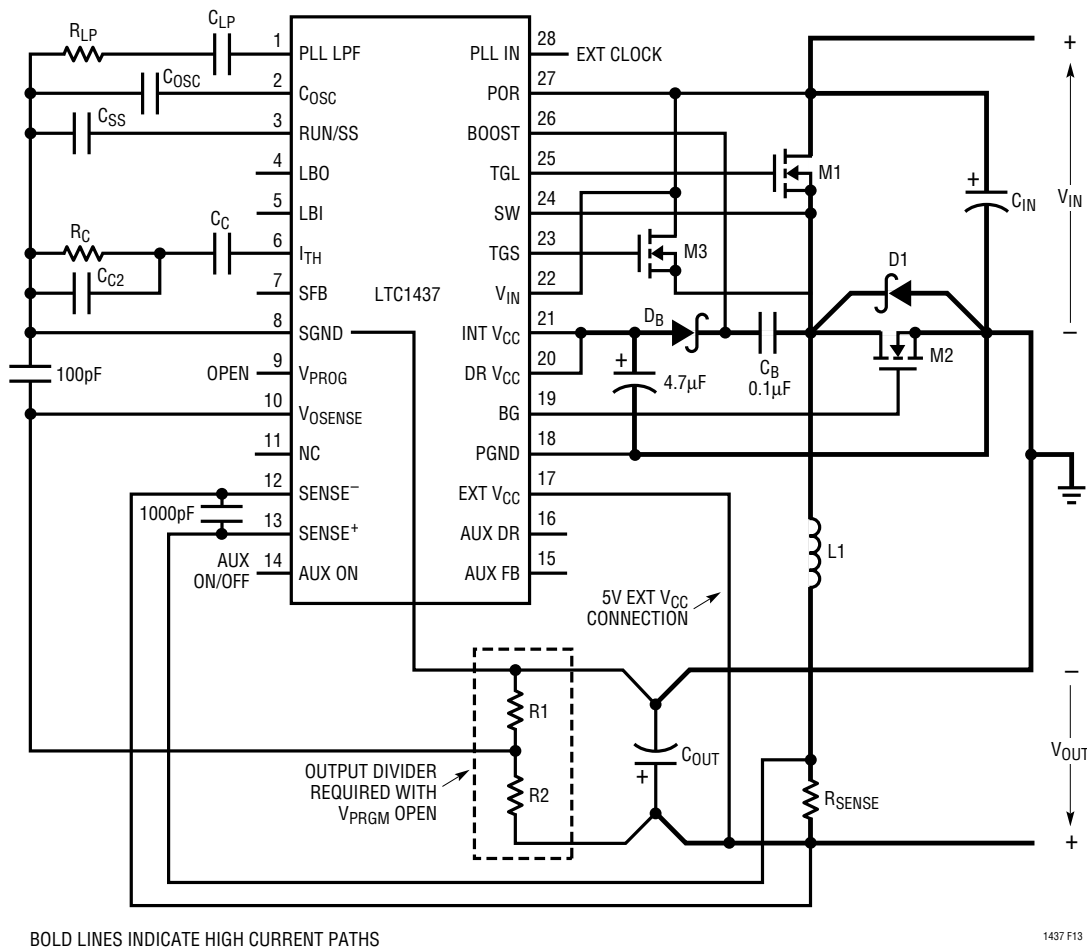 R_LP
C_LP
1 PLL LPF
C_OSC
2 C_OSC
C_SS
3 RUN/SS
4 LBO
5 LBI
R_C
C_C
6 I_TH
C_C2
7 SFB
8 SGND
100pF
OPEN 9 V_PROG
10 V_OSENSE
11 NC
12 SENSE−
1000pF
13 SENSE+
AUX
ON/OFF
14 AUX ON
LTC1437
PLL IN 28 EXT CLOCK
POR 27
BOOST 26
TGL 25
SW 24
TGS 23
V_IN 22
INT V_CC 21
DR V_CC 20
BG 19
PGND 18
EXT V_CC 17
AUX DR 16
AUX FB 15
M1
M3
+
C_IN
+
V_IN
−
D1
D_B
M2
+
4.7µF
C_B
0.1µF
L1
5V EXT V_CC
CONNECTION
R1
R2
OUTPUT DIVIDER
REQUIRED WITH
V_PRGM OPEN
C_OUT
+
R_SENSE
−
V_OUT
+
BOLD LINES INDICATE HIGH CURRENT PATHS
1437 F13